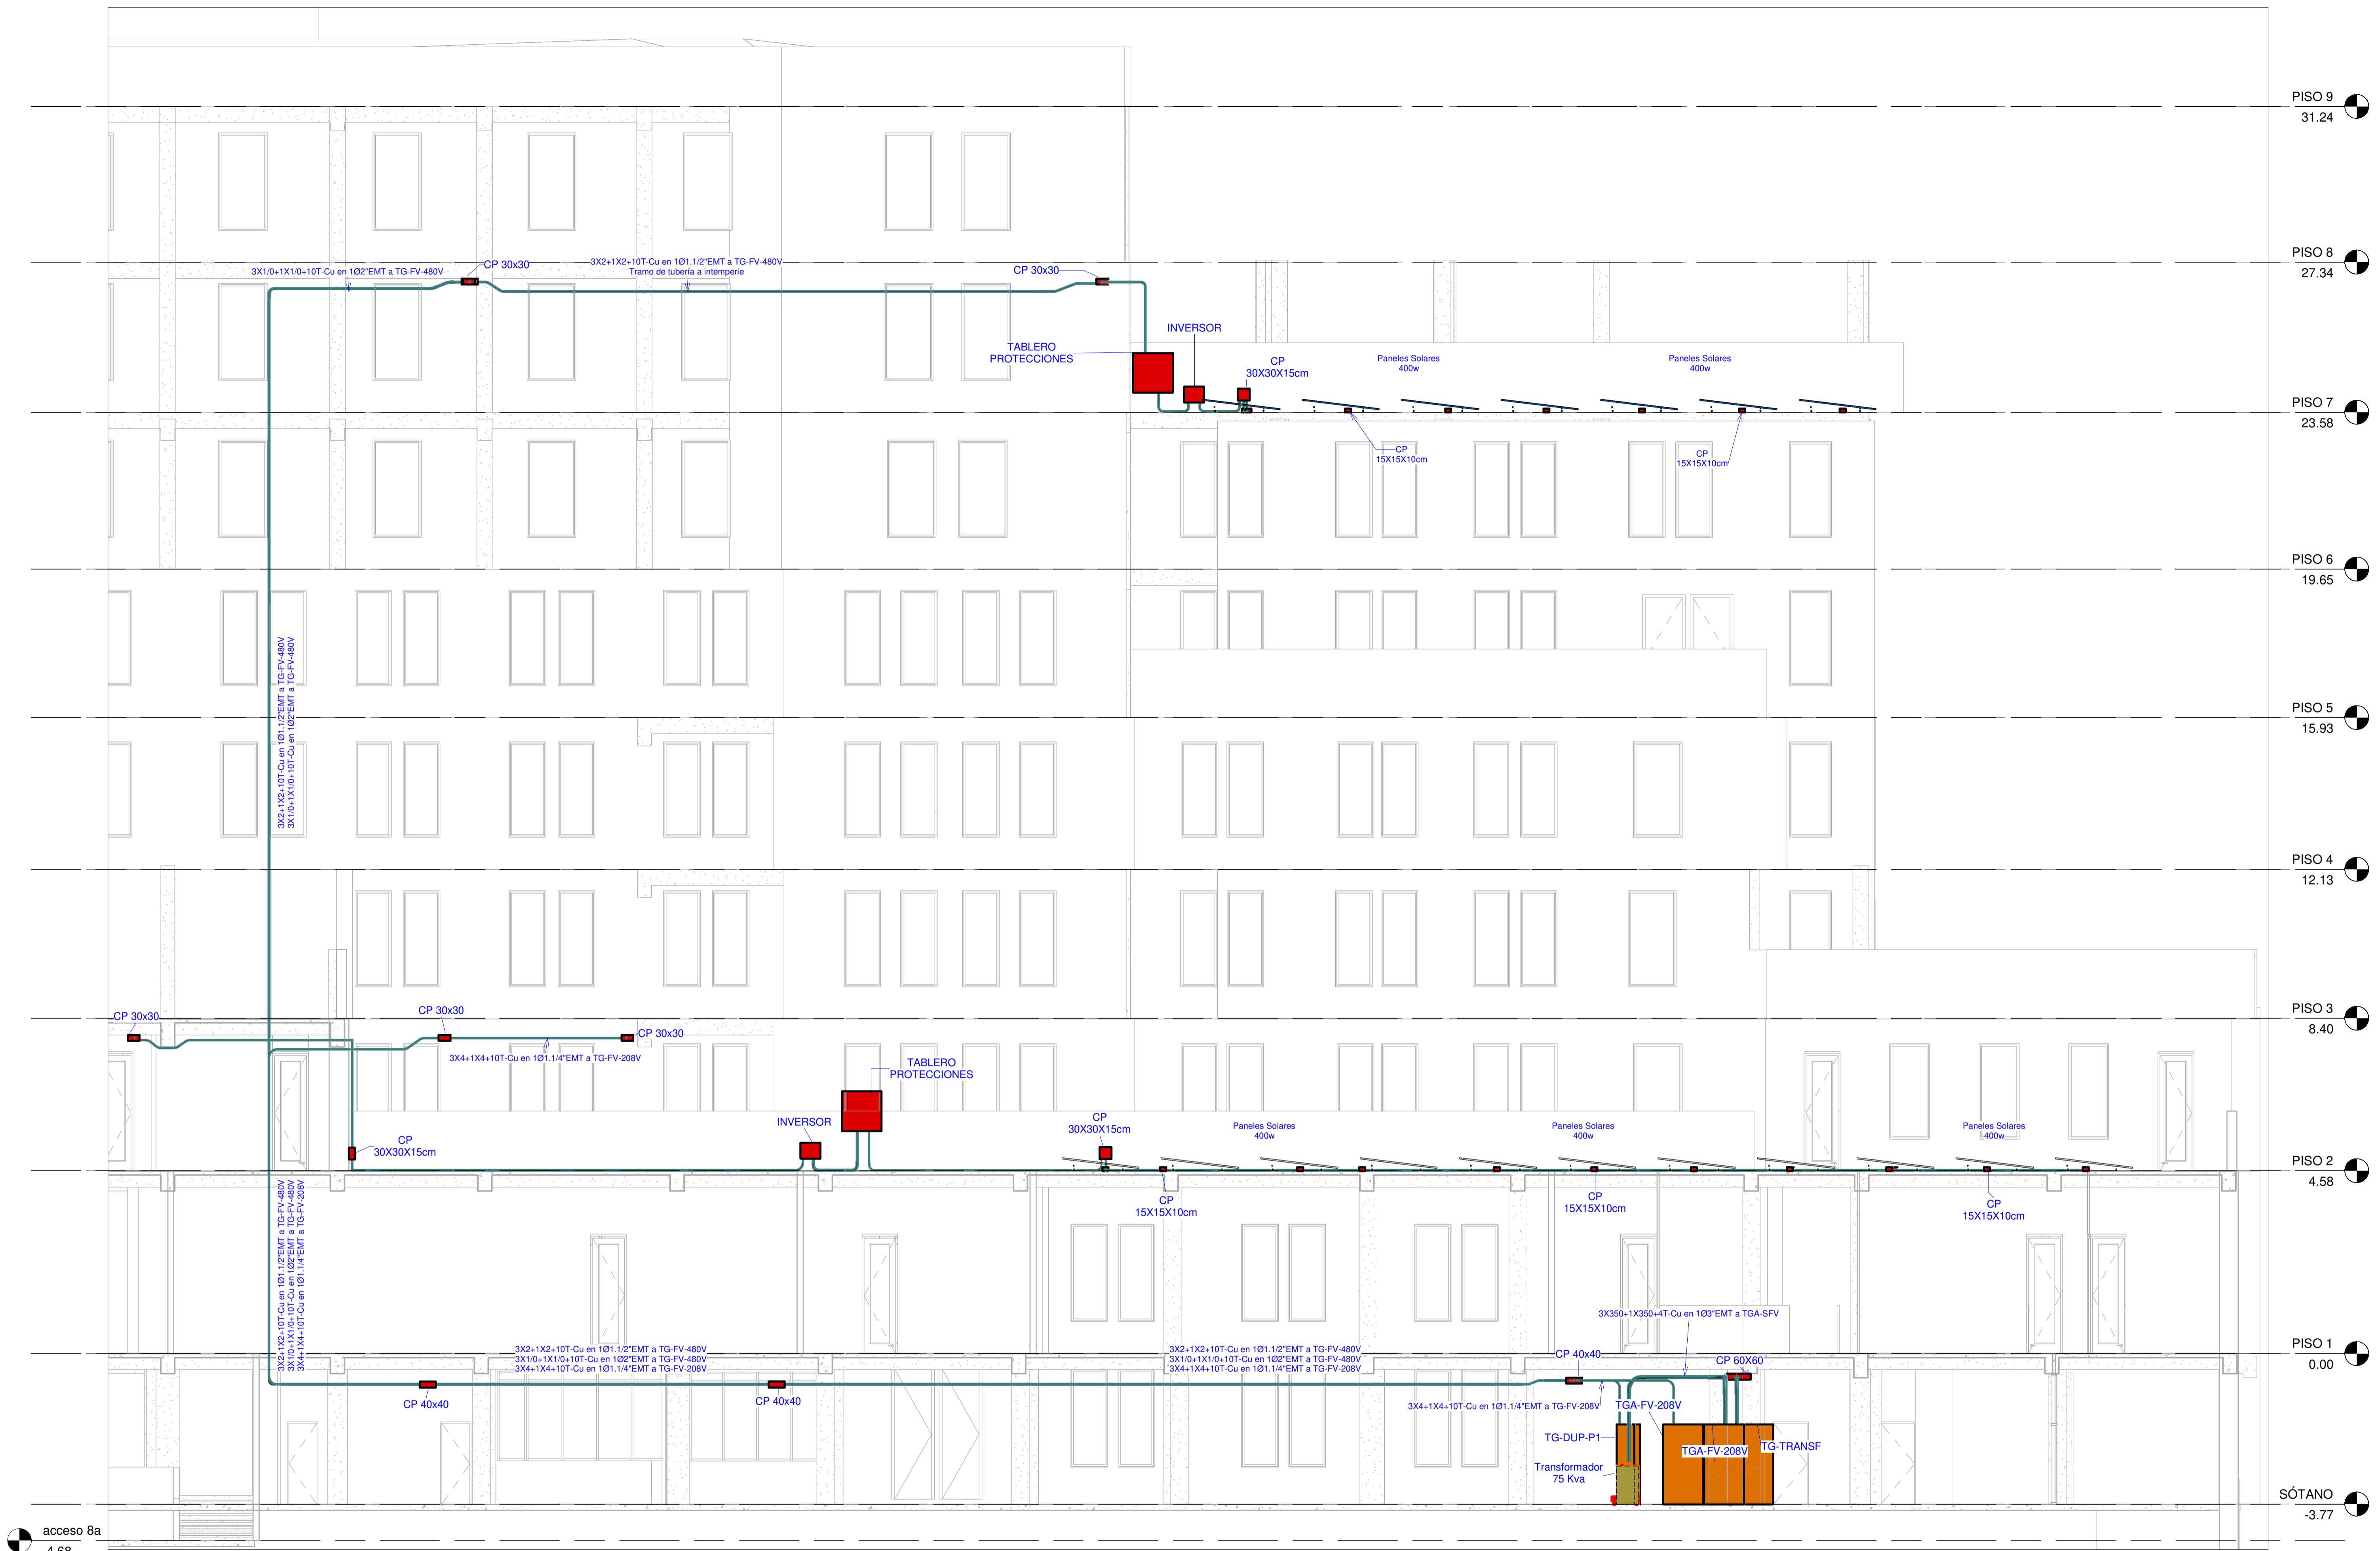 PISO 9
31.24
PISO 8
27.34
3X1/0+1X1/0+10T-Cu en 1Ø2"EMT a TG-FV-480V
CP 30x30
3X2+1X2+10T-Cu en 1Ø1.1/2"EMT a TG-FV-480V
Tramo de tubería a intemperie
CP 30x30
INVERSOR
TABLERO
PROTECCIONES
CP
30X30X15cm
Paneles Solares
400w
Paneles Solares
400w
PISO 7
23.58
CP
15X15X10cm
CP
15X15X10cm
PISO 6
19.65
3X2+1X2+10T-Cu en 1Ø1.1/2"EMT a TG-FV-480V
3X1/0+1X1/0+10T-Cu en 1Ø2"EMT a TG-FV-480V
PISO 5
15.93
PISO 4
12.13
PISO 3
8.40
CP 30x30
CP 30x30
CP 30x30
3X4+1X4+10T-Cu en 1Ø1.1/4"EMT a TG-FV-208V
TABLERO
PROTECCIONES
INVERSOR
CP
30X30X15cm
CP
30X30X15cm
Paneles Solares
400w
Paneles Solares
400w
Paneles Solares
400w
PISO 2
4.58
CP
15X15X10cm
CP
15X15X10cm
CP
15X15X10cm
3X2+1X2+10T-Cu en 1Ø1.1/2"EMT a TG-FV-480V
3X1/0+1X1/0+10T-Cu en 1Ø2"EMT a TG-FV-480V
3X4+1X4+10T-Cu en 1Ø1.1/4"EMT a TG-FV-208V
3X350+1X350+4T-Cu en 1Ø3"EMT a TGA-SFV
3X2+1X2+10T-Cu en 1Ø1.1/2"EMT a TG-FV-480V
3X1/0+1X1/0+10T-Cu en 1Ø2"EMT a TG-FV-480V
3X4+1X4+10T-Cu en 1Ø1.1/4"EMT a TG-FV-208V
3X2+1X2+10T-Cu en 1Ø1.1/2"EMT a TG-FV-480V
3X1/0+1X1/0+10T-Cu en 1Ø2"EMT a TG-FV-480V
3X4+1X4+10T-Cu en 1Ø1.1/4"EMT a TG-FV-208V
PISO 1
0.00
CP 40x40
CP 60X60
CP 40x40
CP 40x40
3X4+1X4+10T-Cu en 1Ø1.1/4"EMT a TG-FV-208V
TGA-FV-208V
TG-DUP-P1
TGA-FV-208V
TG-TRANSF
Transformador
75 Kva
SÓTANO
-3.77
acceso 8a
-4.68